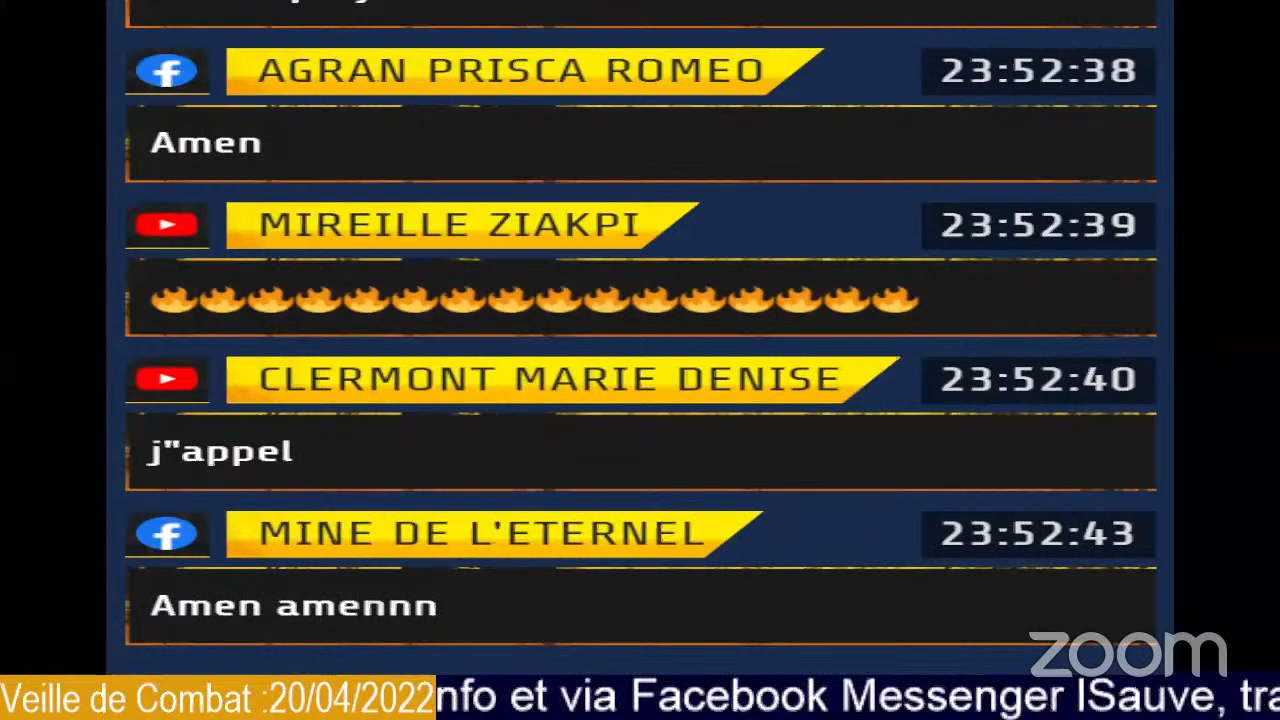 AGRAN PRISCA ROMEO 23:52:38
Amen
MIREILLE ZIAKPI 23:52:39
🔥🔥🔥🔥🔥🔥🔥🔥🔥🔥🔥🔥🔥🔥🔥🔥
CLERMONT MARIE DENISE 23:52:40
j"appel
MINE DE L'ETERNEL 23:52:43
Amen amennn
zoom
Veille de Combat :20/04/2022 nfo et via Facebook Messenger ISauve, tra